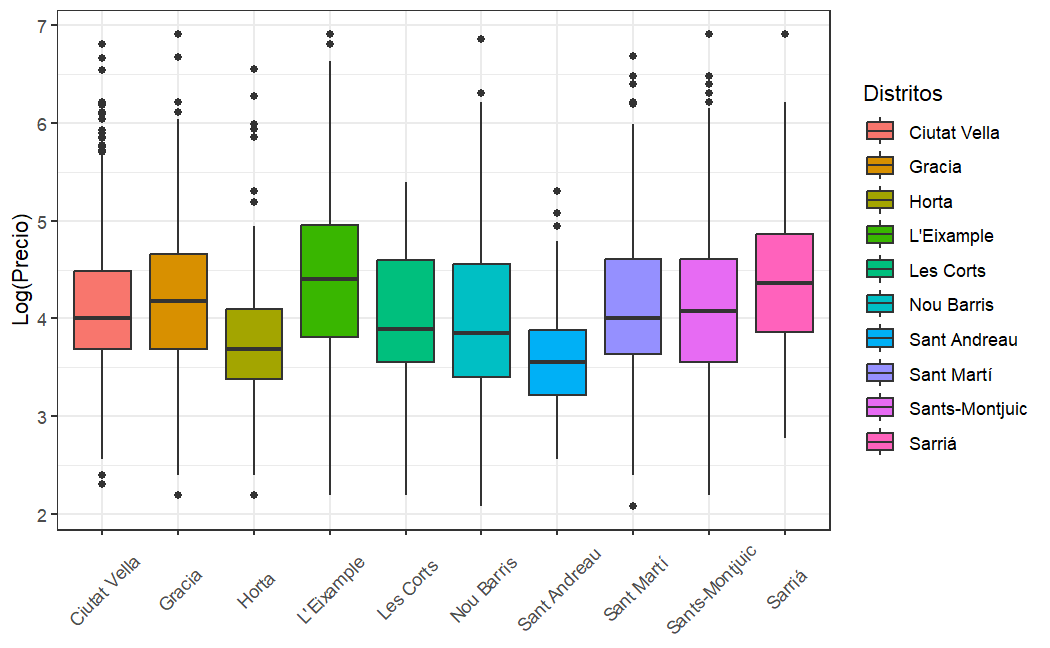 7
6
5
4
3
2
Log(Precio)
Ciutat Vella
Gracia
Horta
L'Eixample
Les Corts
Nou Barris
Sant Andreau
Sant Martí
Sants-Montjuic
Sarriá
Distritos
Ciutat Vella
Gracia
Horta
L'Eixample
Les Corts
Nou Barris
Sant Andreau
Sant Martí
Sants-Montjuic
Sarriá